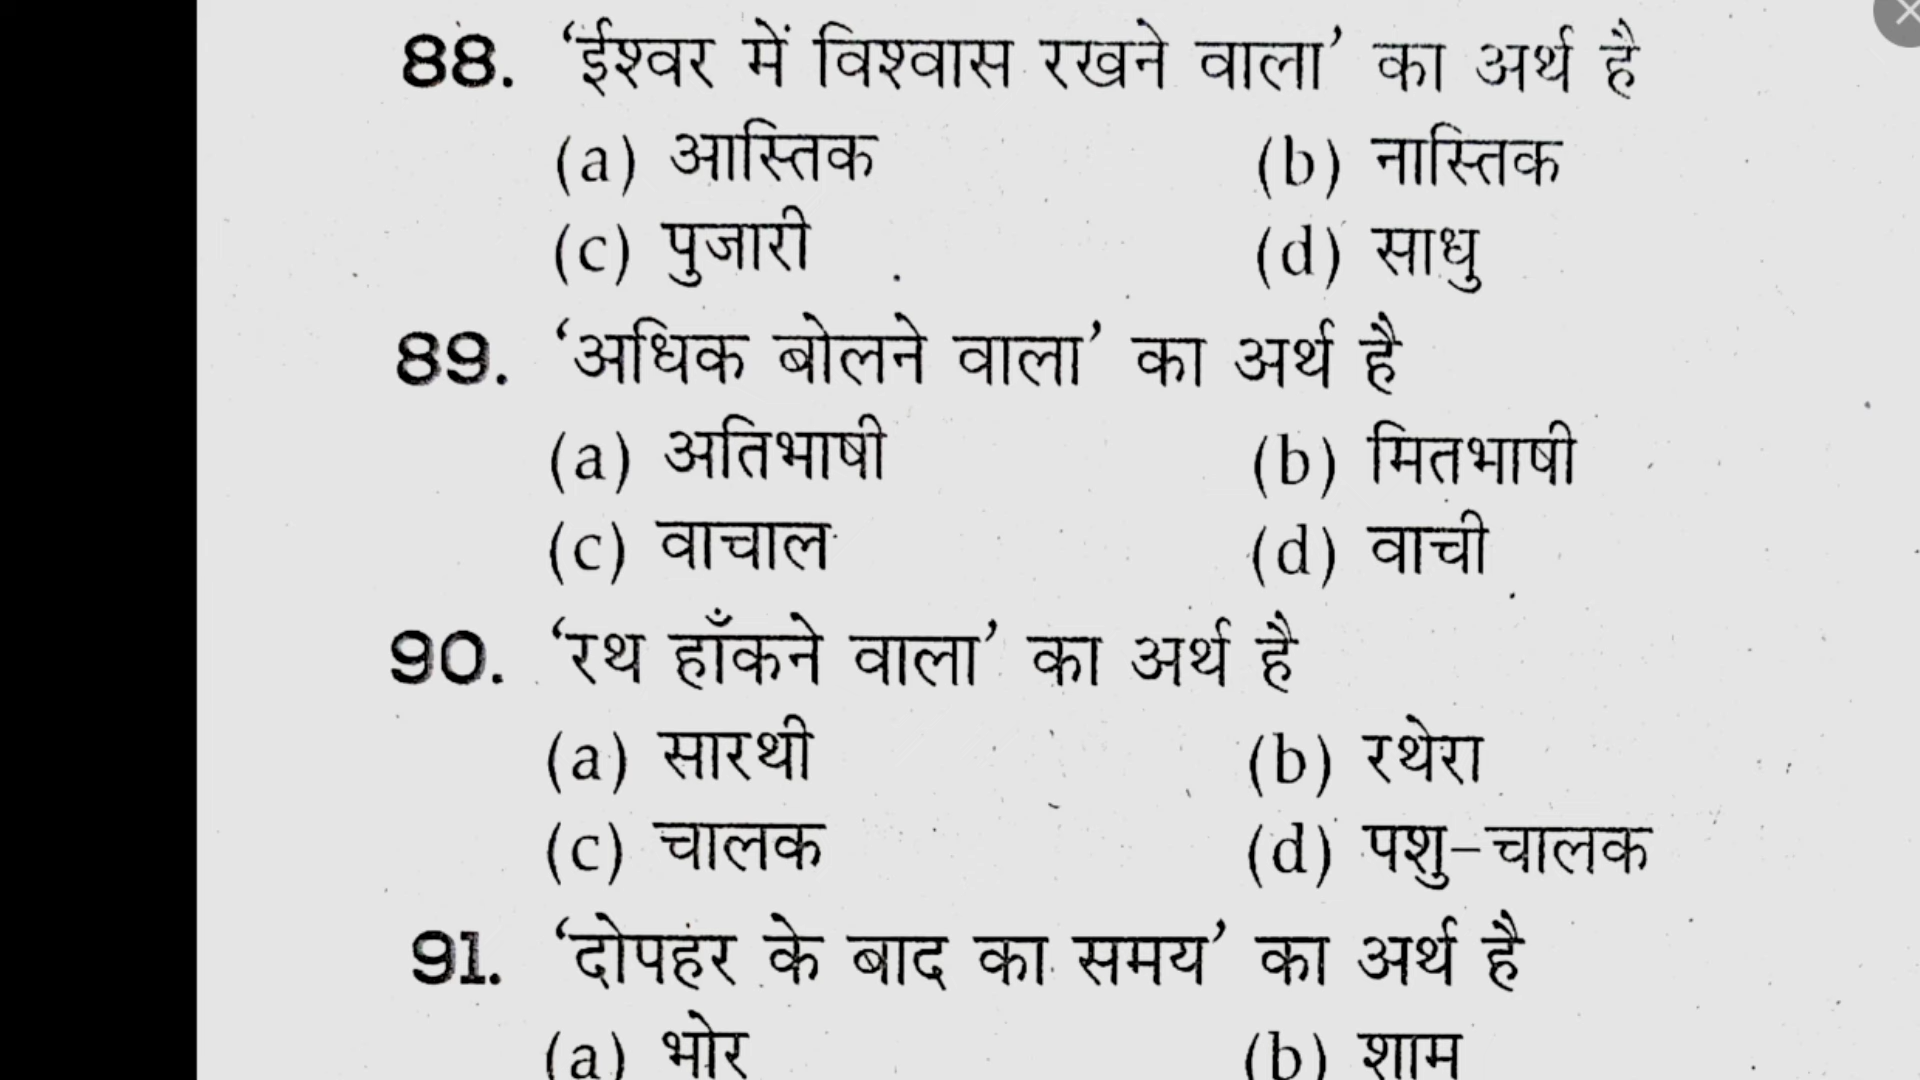 88. ‘ईश्वर में विश्वास रखने वाला’ का अर्थ है
(a) आस्तिक (b) नास्तिक
(c) पुजारी (d) साधु
89. ‘अधिक बोलने वाला’ का अर्थ है
(a) अतिभाषी (b) मितभाषी
(c) वाचाल (d) वाची
90. ‘रथ हाँकने वाला’ का अर्थ है
(a) सारथी (b) रथेरा
(c) चालक (d) पशु-चालक
91. ‘दोपहर के बाद का समय’ का अर्थ है
(a) भोर (b) शाम